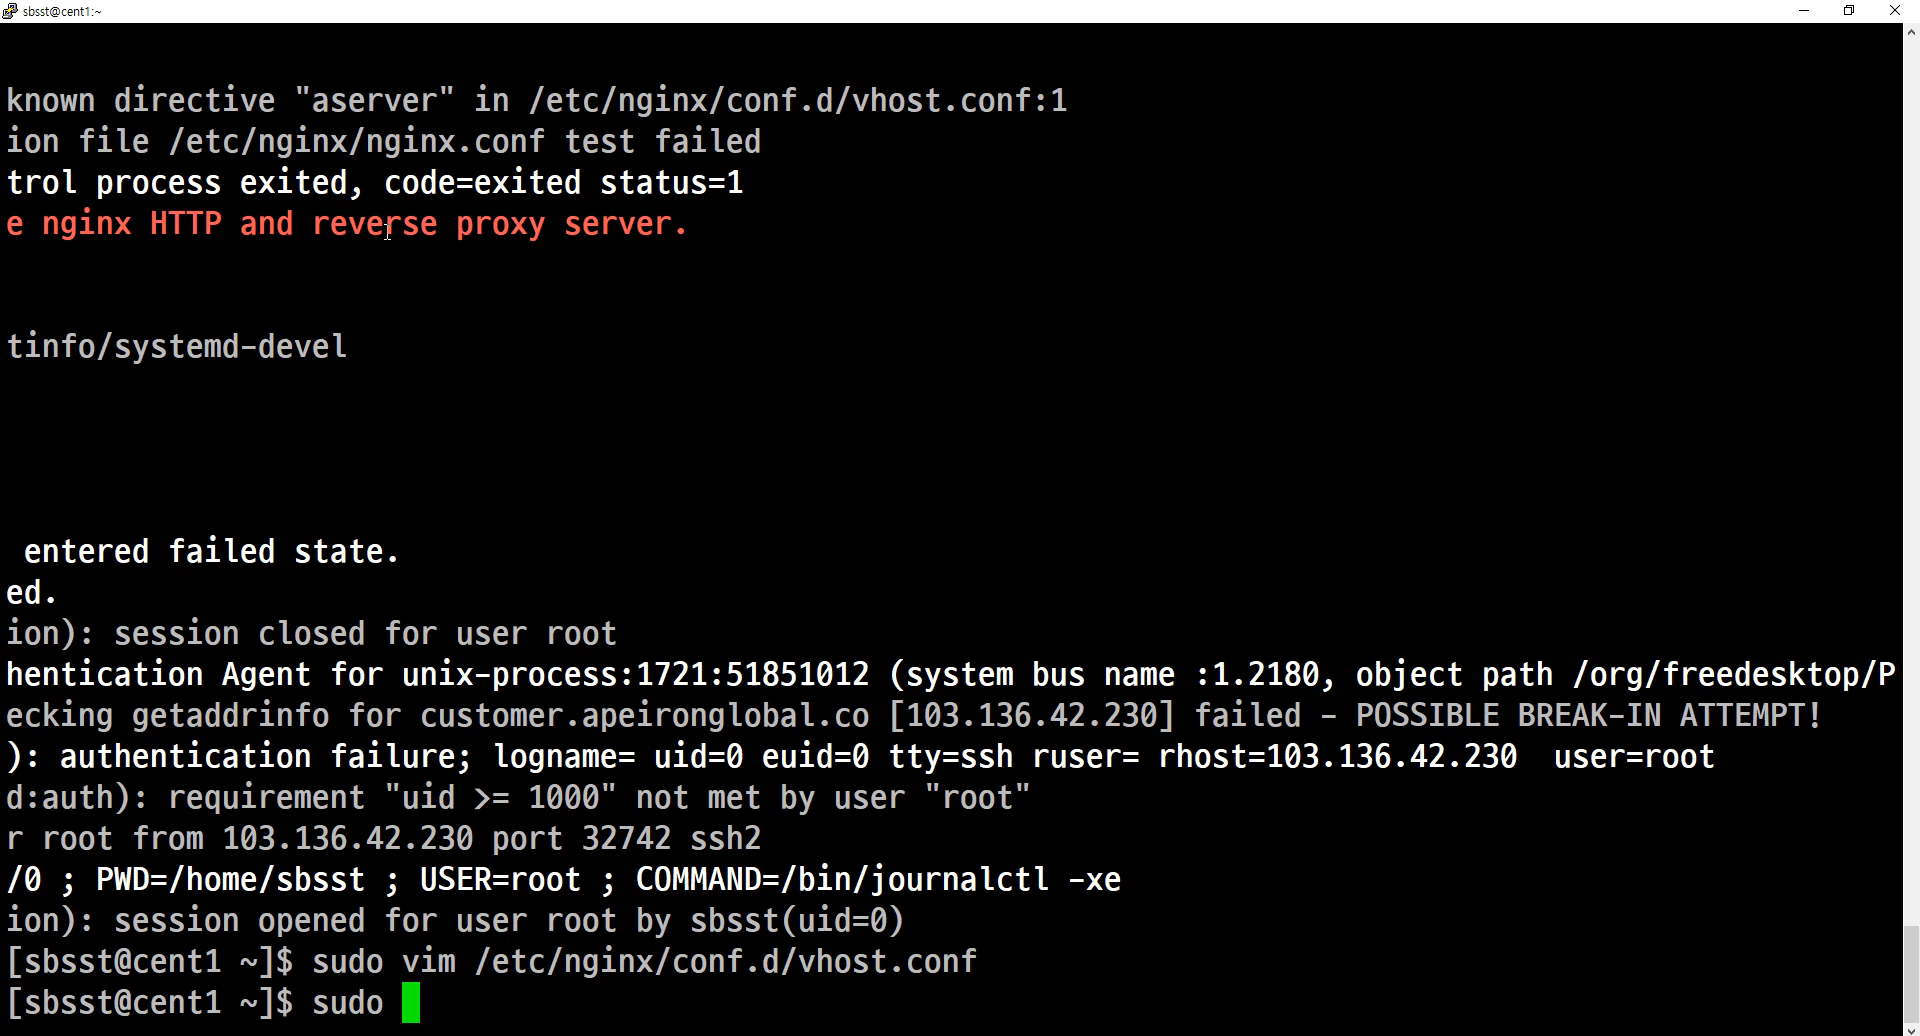 sbsst@cent1:~
known directive "aserver" in /etc/nginx/conf.d/vhost.conf:1
ion file /etc/nginx/nginx.conf test failed
trol process exited, code=exited status=1
e nginx HTTP and reverse proxy server.
tinfo/systemd-devel
 entered failed state.
ed.
ion): session closed for user root
hentication Agent for unix-process:1721:51851012 (system bus name :1.2180, object path /org/freedesktop/P
ecking getaddrinfo for customer.apeironglobal.co [103.136.42.230] failed - POSSIBLE BREAK-IN ATTEMPT!
): authentication failure; logname= uid=0 euid=0 tty=ssh ruser= rhost=103.136.42.230  user=root
d:auth): requirement "uid >= 1000" not met by user "root"
r root from 103.136.42.230 port 32742 ssh2
/0 ; PWD=/home/sbsst ; USER=root ; COMMAND=/bin/journalctl -xe
ion): session opened for user root by sbsst(uid=0)
[sbsst@cent1 ~]$ sudo vim /etc/nginx/conf.d/vhost.conf
[sbsst@cent1 ~]$ sudo